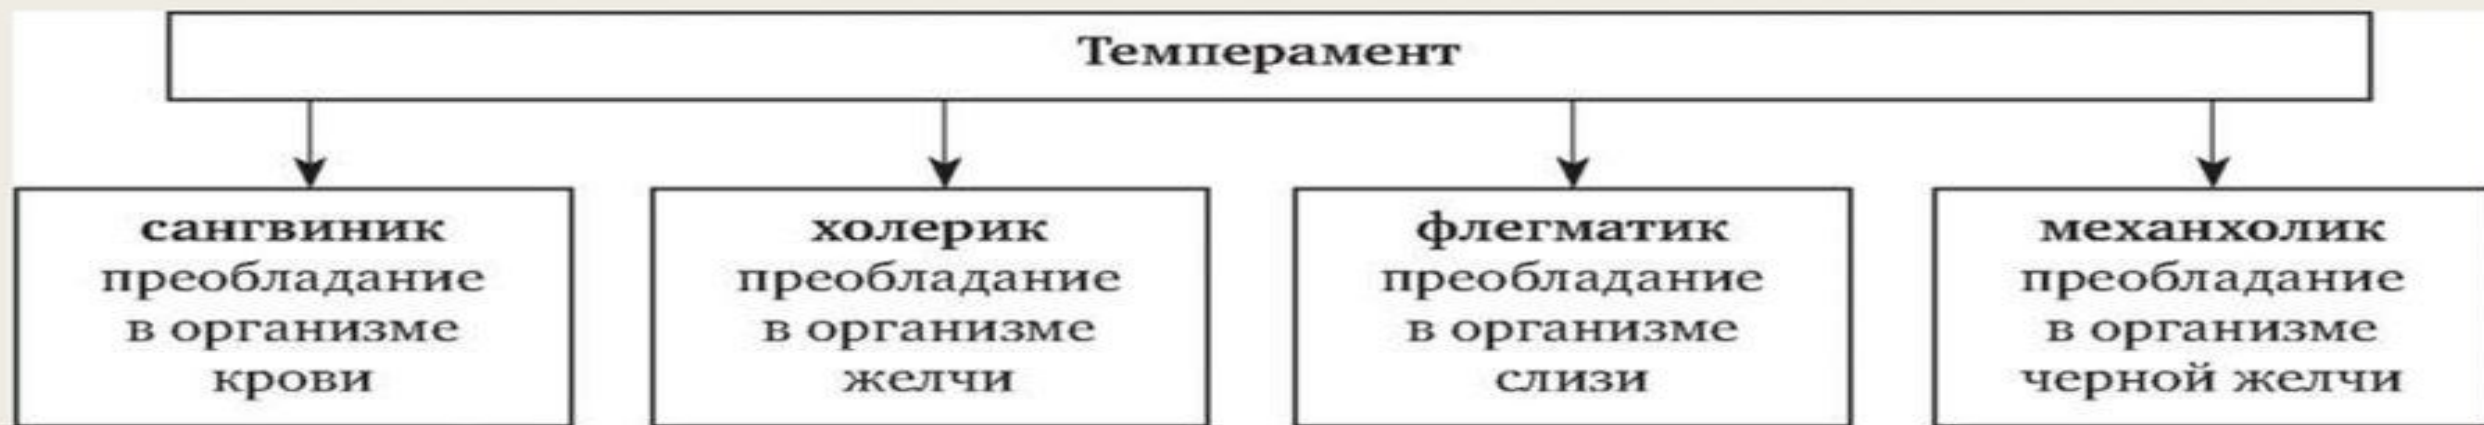 Темперамент
сангвиник
преобладание
в организме
крови
холерик
преобладание
в организме
желчи
флегматик
преобладание
в организме
слизи
механхолик
преобладание
в организме
черной желчи